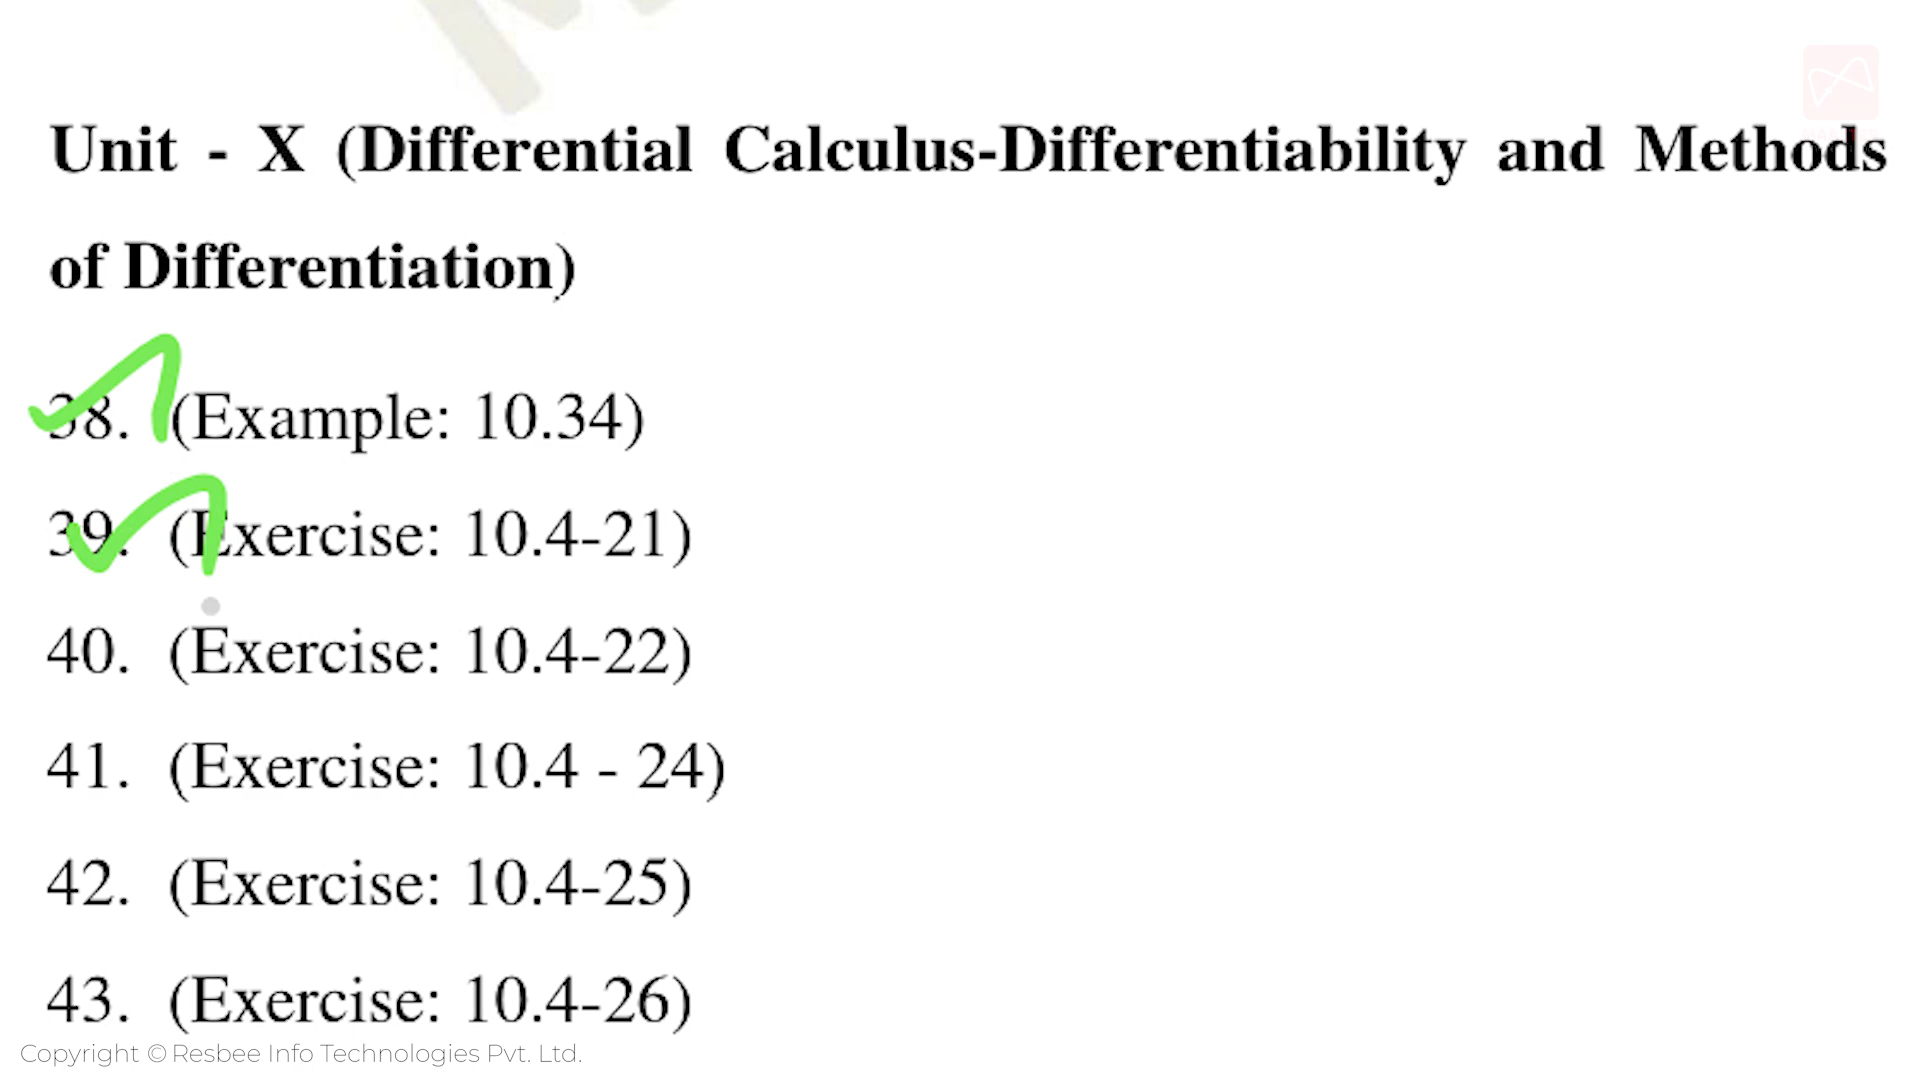 Unit - X (Differential Calculus-Differentiability and Methods
of Differentiation)
38. (Example: 10.34)
39. (Exercise: 10.4-21)
40. (Exercise: 10.4-22)
41. (Exercise: 10.4 - 24)
42. (Exercise: 10.4-25)
43. (Exercise: 10.4-26)
Copyright © Resbee Info Technologies Pvt. Ltd.